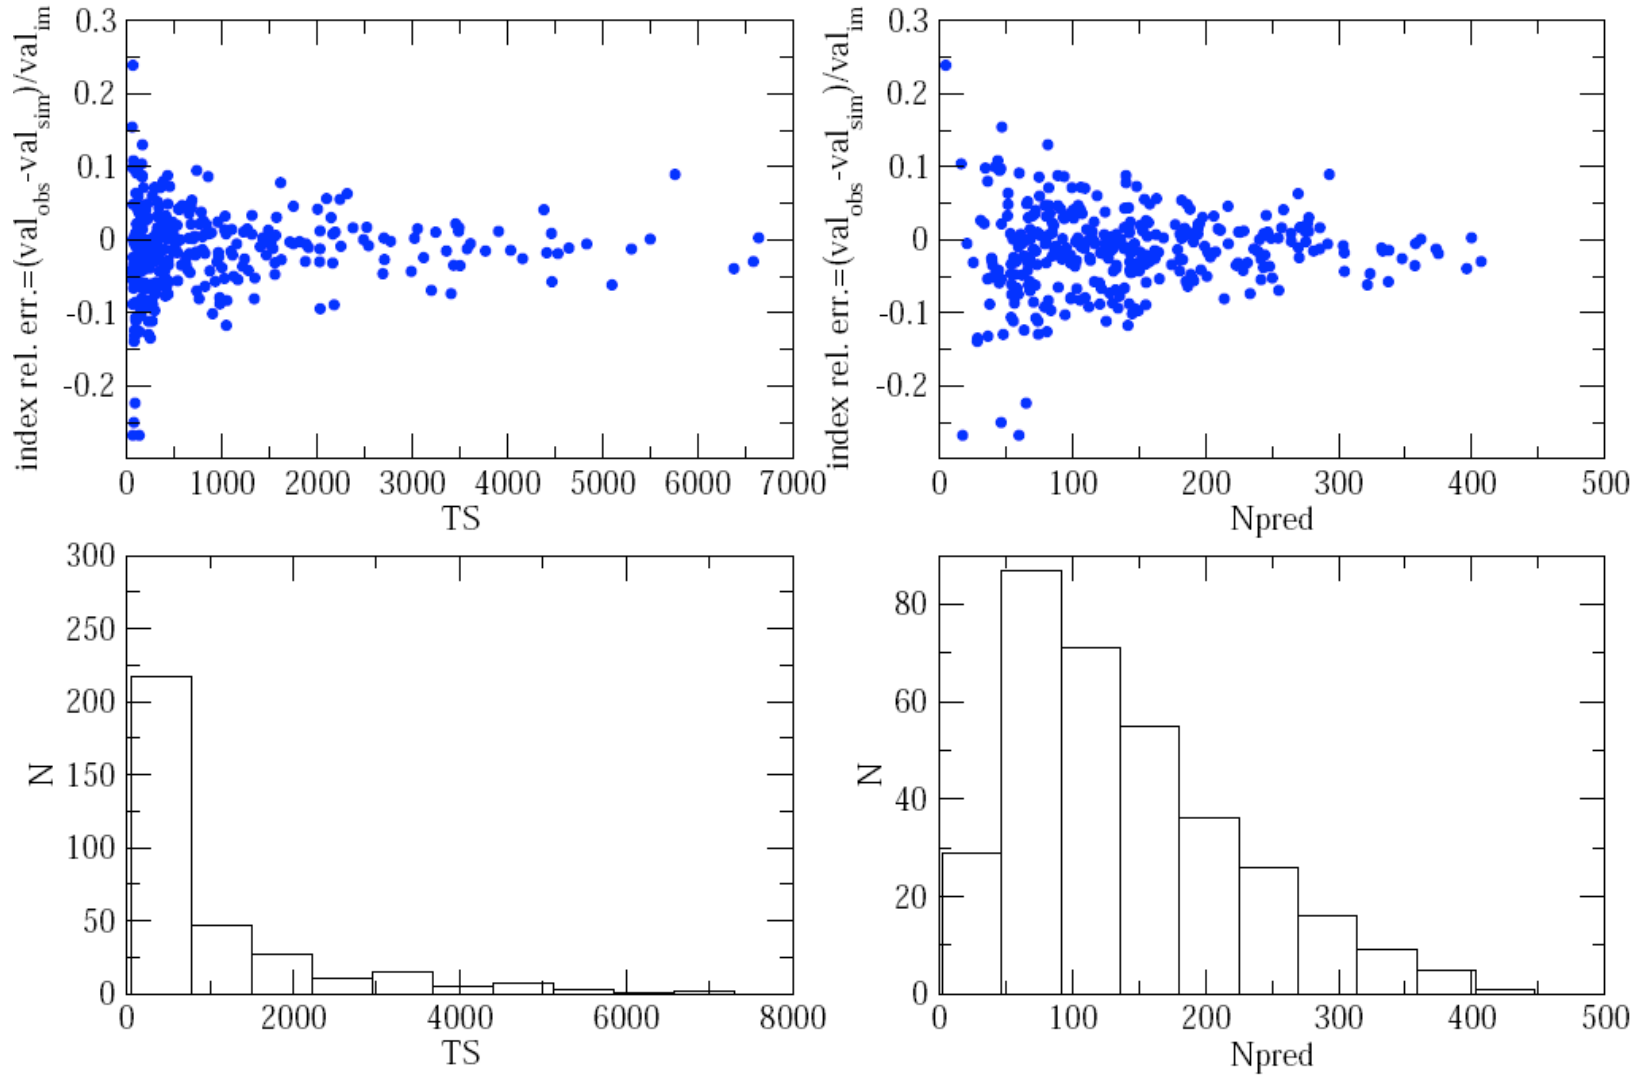 index rel. err.=(val_obs-val_sim)/val_im
0.3
0.2
0.1
0
-0.1
-0.2
0 1000 2000 3000 4000 5000 6000 7000
TS
index rel. err.=(val_obs-val_sim)/val_im
0.3
0.2
0.1
0
-0.1
-0.2
0 100 200 300 400 500
Npred
N
300
250
200
150
100
50
0
0 2000 4000 6000 8000
TS
N
80
60
40
20
0
0 100 200 300 400 500
Npred